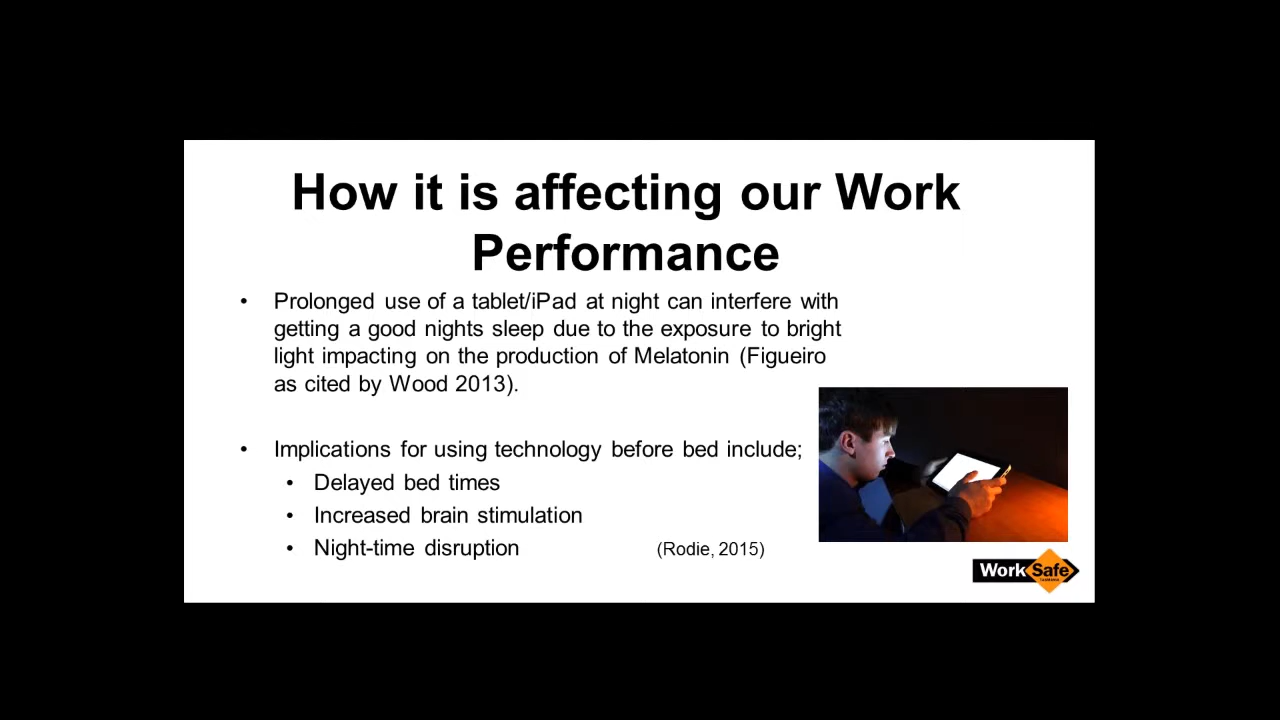 How it is affecting our Work
Performance
• Prolonged use of a tablet/iPad at night can interfere with
getting a good nights sleep due to the exposure to bright
light impacting on the production of Melatonin (Figueiro
as cited by Wood 2013).
• Implications for using technology before bed include;
• Delayed bed times
• Increased brain stimulation
• Night-time disruption (Rodie, 2015)
WorkSafe
TASMANIA